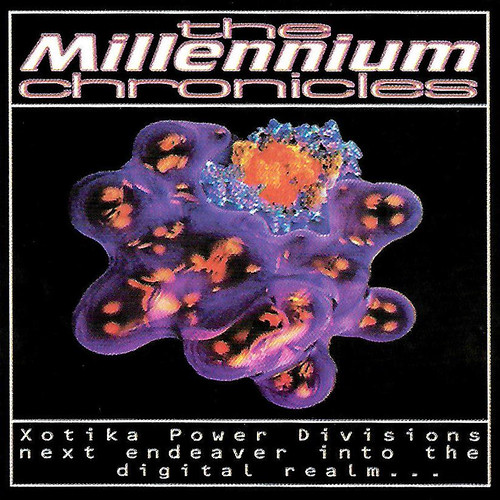 the
Millennium
chronicles
Xotika Power Divisions
next endeaver into the
digital realm...